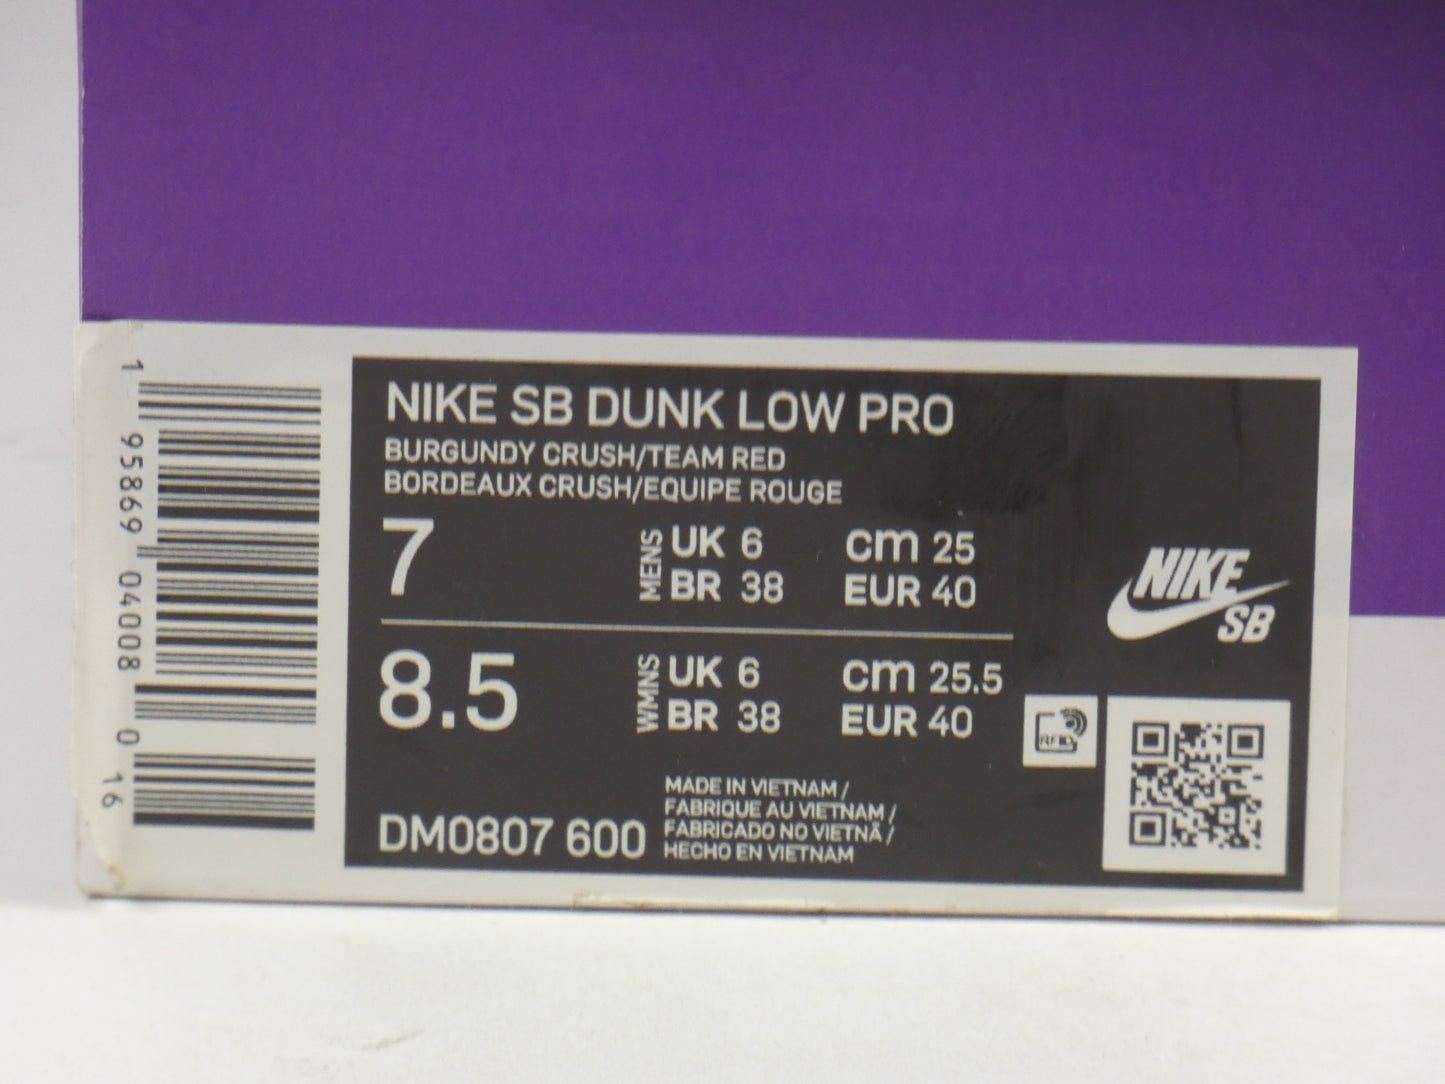 1 95869 04008 0 16
NIKE SB DUNK LOW PRO
BURGUNDY CRUSH/TEAM RED
BORDEAUX CRUSH/EQUIPE ROUGE
7 MENS UK 6 cm 25
BR 38 EUR 40
8.5 WMNS UK 6 cm 25.5
BR 38 EUR 40
NIKE
SB
RFID
DM0807 600
MADE IN VIETNAM /
FABRIQUE AU VIETNAM /
FABRICADO NO VIETNÃ /
HECHO EN VIETNAM